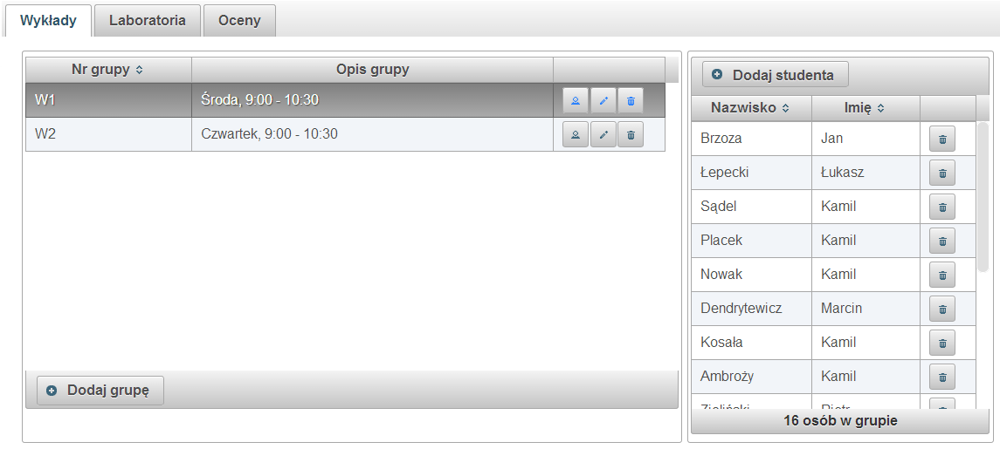 Wykłady Laboratoria Oceny
Nr grupy Opis grupy
W1 Środa, 9:00 - 10:30
W2 Czwartek, 9:00 - 10:30
Dodaj grupę
Dodaj studenta
Nazwisko Imię
Brzoza Jan
Łepecki Łukasz
Sądel Kamil
Placek Kamil
Nowak Kamil
Dendrytewicz Marcin
Kosała Kamil
Ambroży Kamil
16 osób w grupie